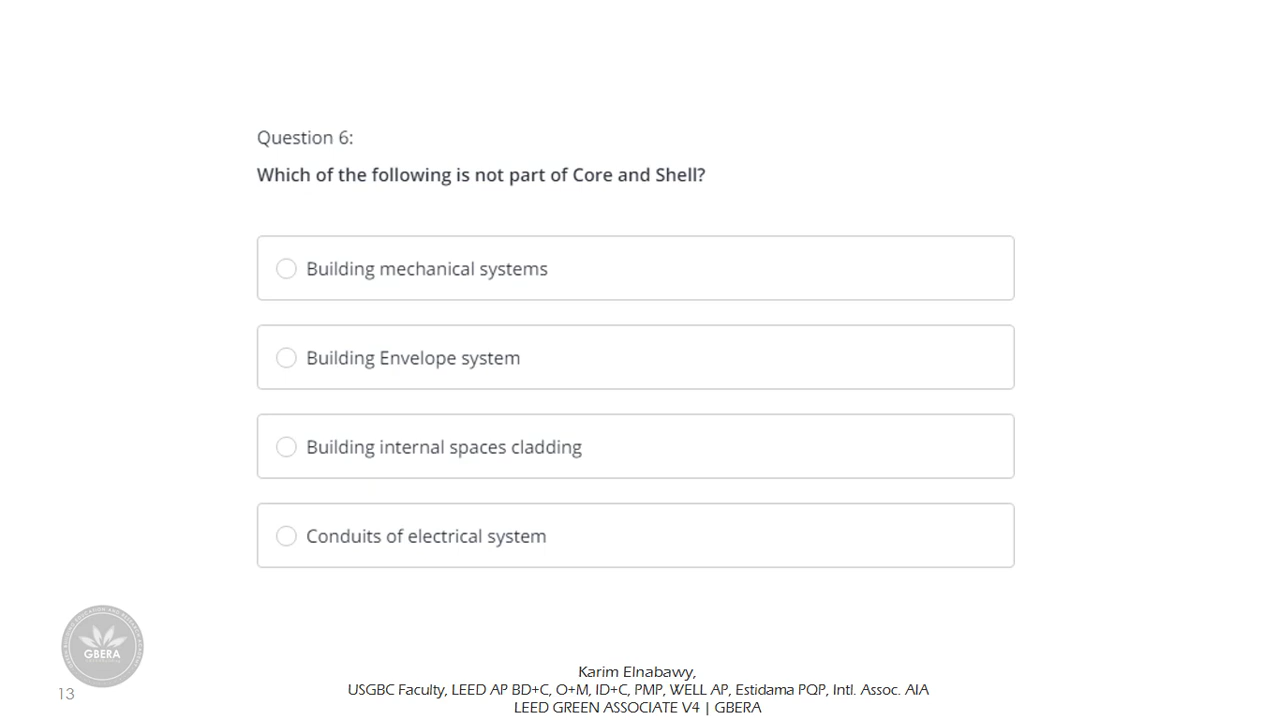 Question 6:
Which of the following is not part of Core and Shell?
Building mechanical systems
Building Envelope system
Building internal spaces cladding
Conduits of electrical system
GBERA
13
Karim Elnabawy,
USGBC Faculty, LEED AP BD+C, O+M, ID+C, PMP, WELL AP, Estidama PQP, Intl. Assoc. AIA
LEED GREEN ASSOCIATE V4 | GBERA